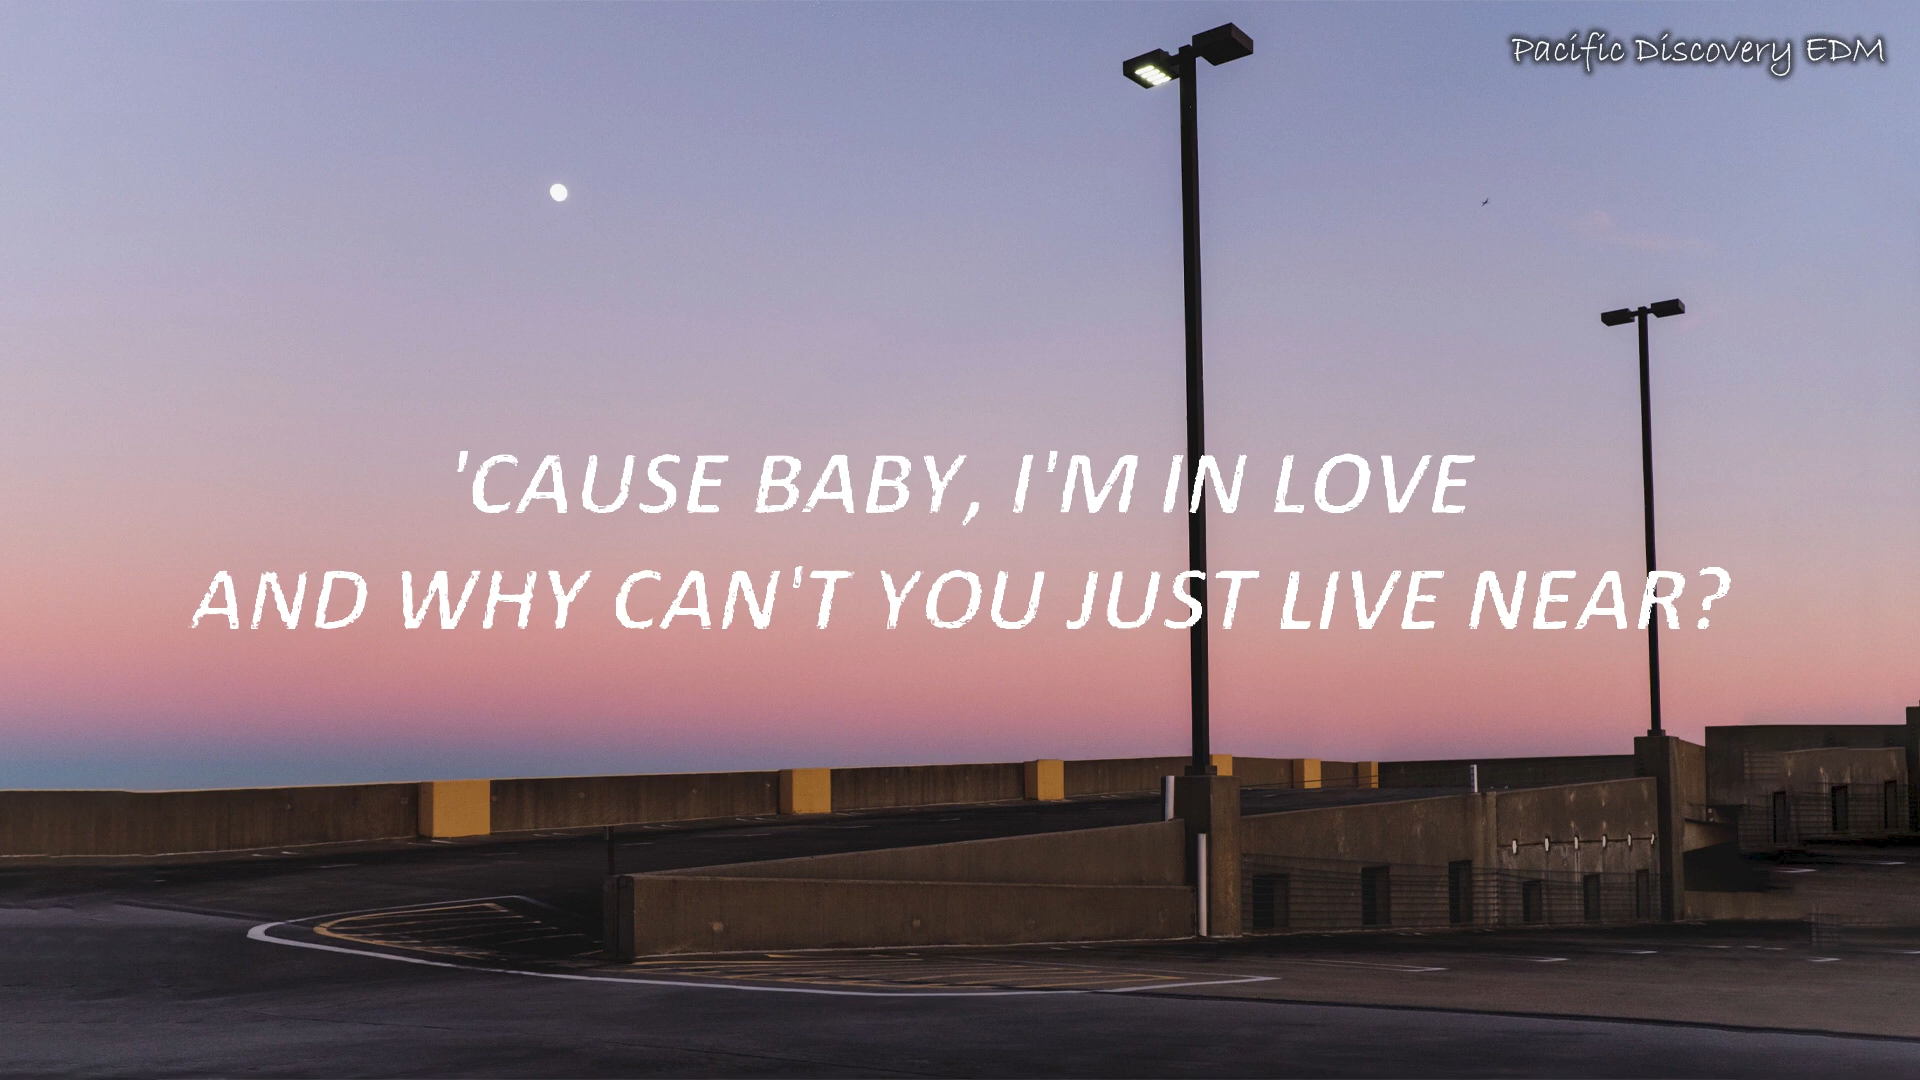 Pacific Discovery EDM
'CAUSE BABY, I'M IN LOVE
AND WHY CAN'T YOU JUST LIVE NEAR?